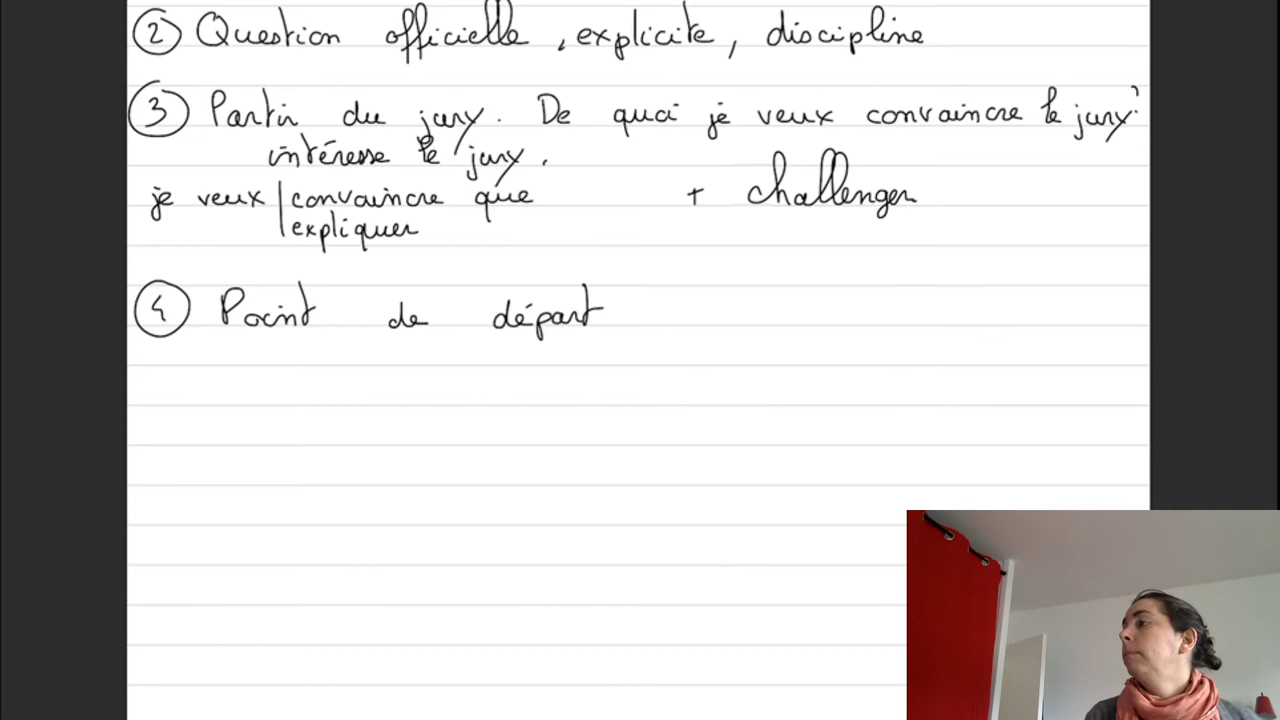 ② Question officielle, explicite, discipline
③ Partir du jury. De quoi je veux convaincre le jury?
intéresse le jury.
je veux | convaincre que + challenger
expliquer
④ Point de départ